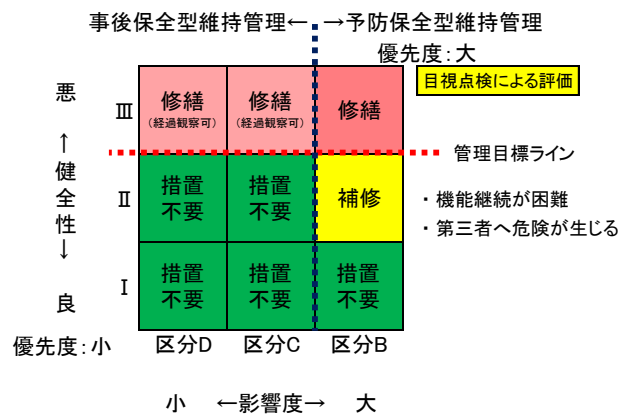 事後保全型維持管理← →予防保全型維持管理
優先度：大
目視点検による評価
悪
↑
健全性
↓
良
Ⅲ
修繕
（経過観察可）
修繕
（経過観察可）
修繕
管理目標ライン
Ⅱ
措置
不要
措置
不要
補修
・機能継続が困難
・第三者へ危険が生じる
Ⅰ
措置
不要
措置
不要
措置
不要
優先度：小
区分D
区分C
区分B
小 ←影響度→ 大